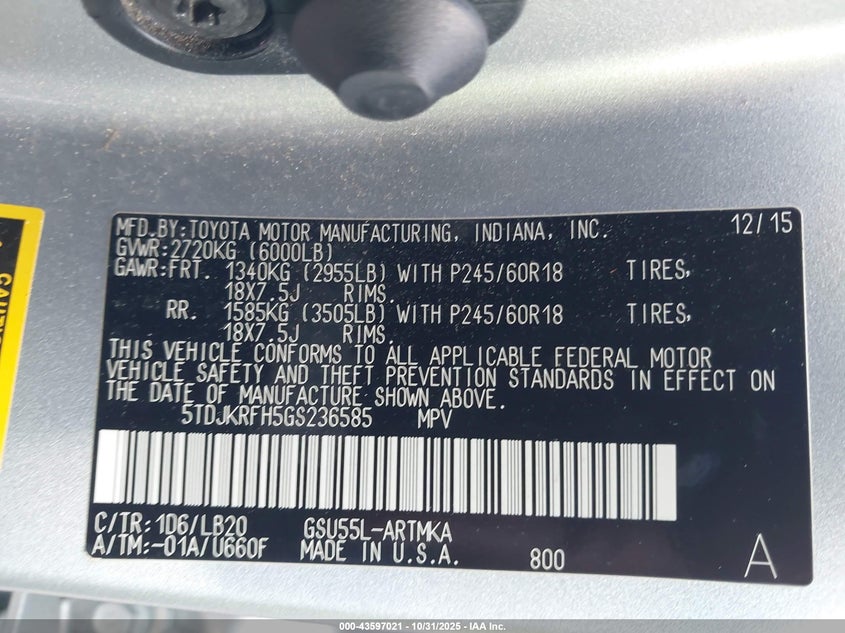 MFD.BY:TOYOTA MOTOR MANUFACTURING, INDIANA, INC. 12/15
GVWR:2720KG (6000LB)
GAWR:FRT. 1340KG (2955LB) WITH P245/60R18 TIRES,
18X7.5J RIMS.
RR. 1585KG (3505LB) WITH P245/60R18 TIRES,
18X7.5J RIMS.
THIS VEHICLE CONFORMS TO ALL APPLICABLE FEDERAL MOTOR
VEHICLE SAFETY AND THEFT PREVENTION STANDARDS IN EFFECT ON
THE DATE OF MANUFACTURE SHOWN ABOVE.
5TDJKRFH5GS236585 MPV
C/TR:1D6/LB20 GSU55L-ARTMKA
A/TM:-01A/U660F MADE IN U.S.A. 800 A
000-43597021 | 10/31/2025 | IAA Inc.